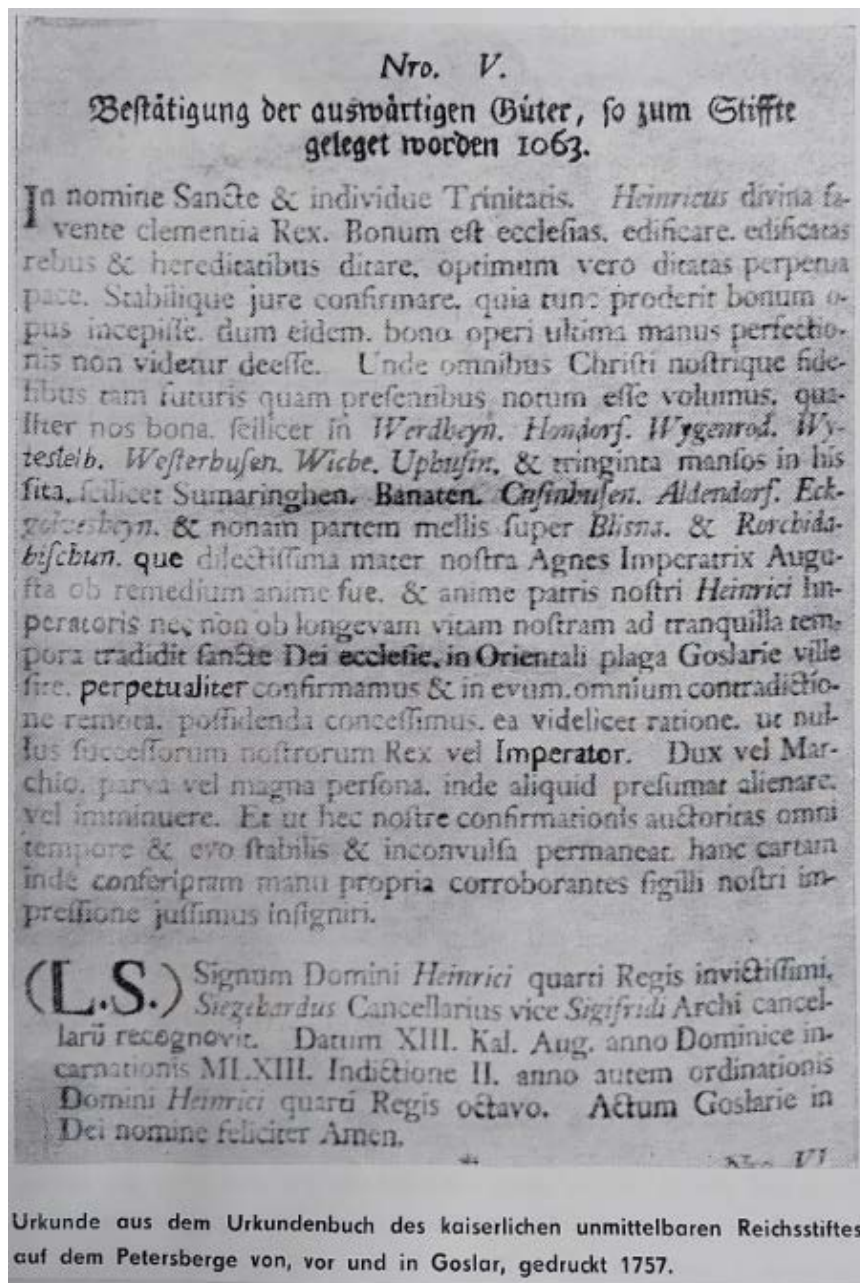 Nro. V.
Beſtätigung der auswärtigen Güter, ſo zum Stiffte
geleget worden 1063.
In nomine Sancte & individue Trinitatis. Heinricus divina fa-
vente clementia Rex. Bonum eſt eccleſias. edificare. edificatas
rebus & hereditatibus ditare. optimum vero ditatas perpetua
pace. Stabilique jure confirmare. quia tunc proderit bonum o-
pus incepiſſe. dum eidem. bono operi ultima manus perfectio-
nis non videtur deeſſe. Unde omnibus Chriſti noſtrique fide-
libus tam futuris quam preſentibus notum eſſe volumus. qua-
liter nos bona. ſcilicet in Werdheyn. Hondorf. Wygenrod. Wy-
teſtelb. Weſterhuſen. Wicbe. Uphuſin. & tringinta manſos in his
ſita. ſcilicet Sumaringhen. Banaten. Cuſinhuſen. Aldendorf. Eck-
& nonam partem mellis ſuper Blisna. &
biſchun. que dilectiſſima mater noſtra Agnes Imperatrix Augu-
ſta ob remedium anime ſue. & anime patris noſtri Heinrici Im-
peratoris nec non ob longevam vitam noſtram ad tranquilla tem-
pora tradidit ſancte Dei eccleſie. in Orientali plaga Goslarie ville
ſite. perpetualiter confirmamus & in evum. omnium contradictio-
ne remota. poſſidenda conceſſimus. ea videlicet ratione. ut nul-
lus ſucceſſorum noſtrorum Rex vel Imperator. Dux vel Mar-
chio. parva vel magna perſona. inde aliquid preſumat alienare.
vel imminuere. Et ut hec noſtre confirmationis auctoritas omni
tempore & evo ſtabilis & inconvulſa permaneat. hanc cartam
inde conſcriptam manu propria corroborantes ſigilli noſtri im-
preſſione juſſimus inſigniri.
(L.S.) Signum Domini Heinrici quarti Regis invictiſſimi.
Siegehardus Cancellarius vice Sigifridi Archi cancel-
larii recognovit. Datum XIII. Kal. Aug. anno Dominice in-
carnationis MLXIII. Indictione II. anno autem ordinationis
Domini Heinrici quarti Regis octavo. Actum Goslarie in
Dei nomine feliciter Amen.
Nro. VI
Urkunde aus dem Urkundenbuch des kaiserlichen unmittelbaren Reichsstiftes
auf dem Petersberge von, vor und in Goslar, gedruckt 1757.